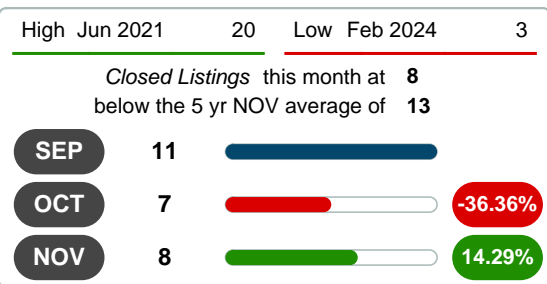 High Jun 2021 20 Low Feb 2024 3
Closed Listings this month at 8
below the 5 yr NOV average of 13
SEP 11
OCT 7 -36.36%
NOV 8 14.29%